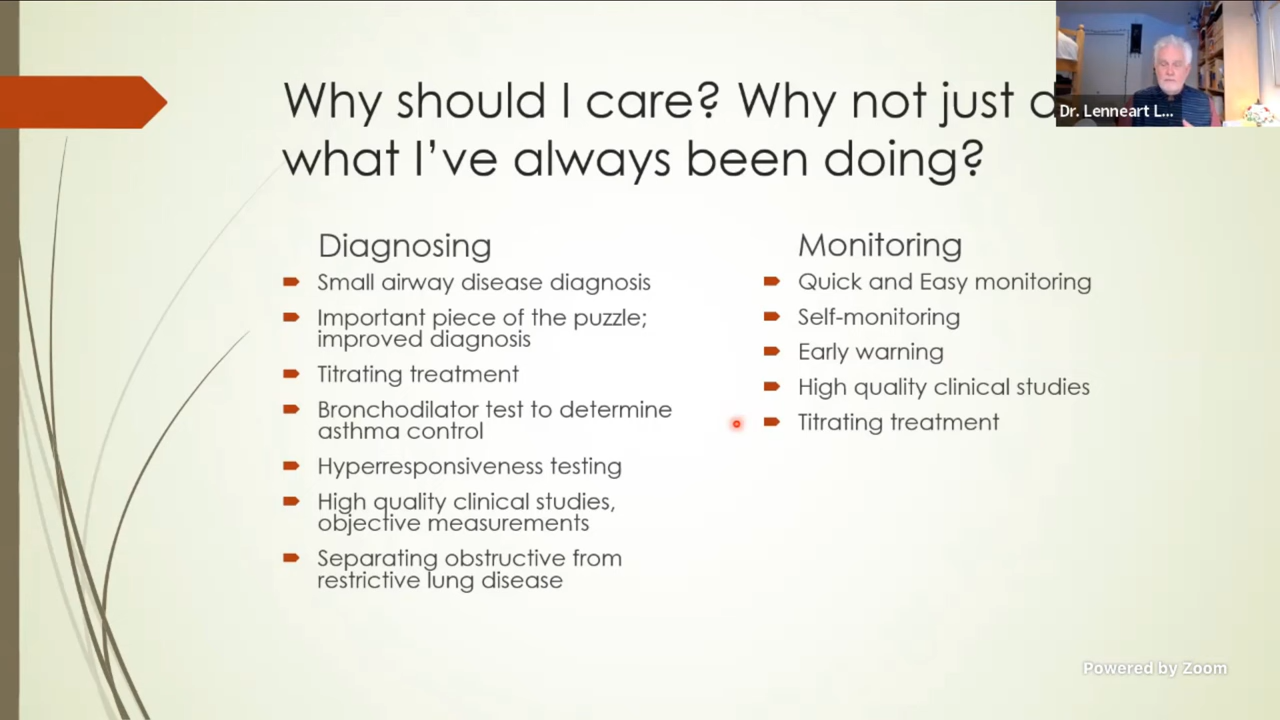 Why should I care? Why not just
what I've always been doing?
Dr. Lenneart L...
Diagnosing
Small airway disease diagnosis
Important piece of the puzzle;
improved diagnosis
Titrating treatment
Bronchodilator test to determine
asthma control
Hyperresponsiveness testing
High quality clinical studies,
objective measurements
Separating obstructive from
restrictive lung disease
Monitoring
Quick and Easy monitoring
Self-monitoring
Early warning
High quality clinical studies
Titrating treatment
Powered by Zoom